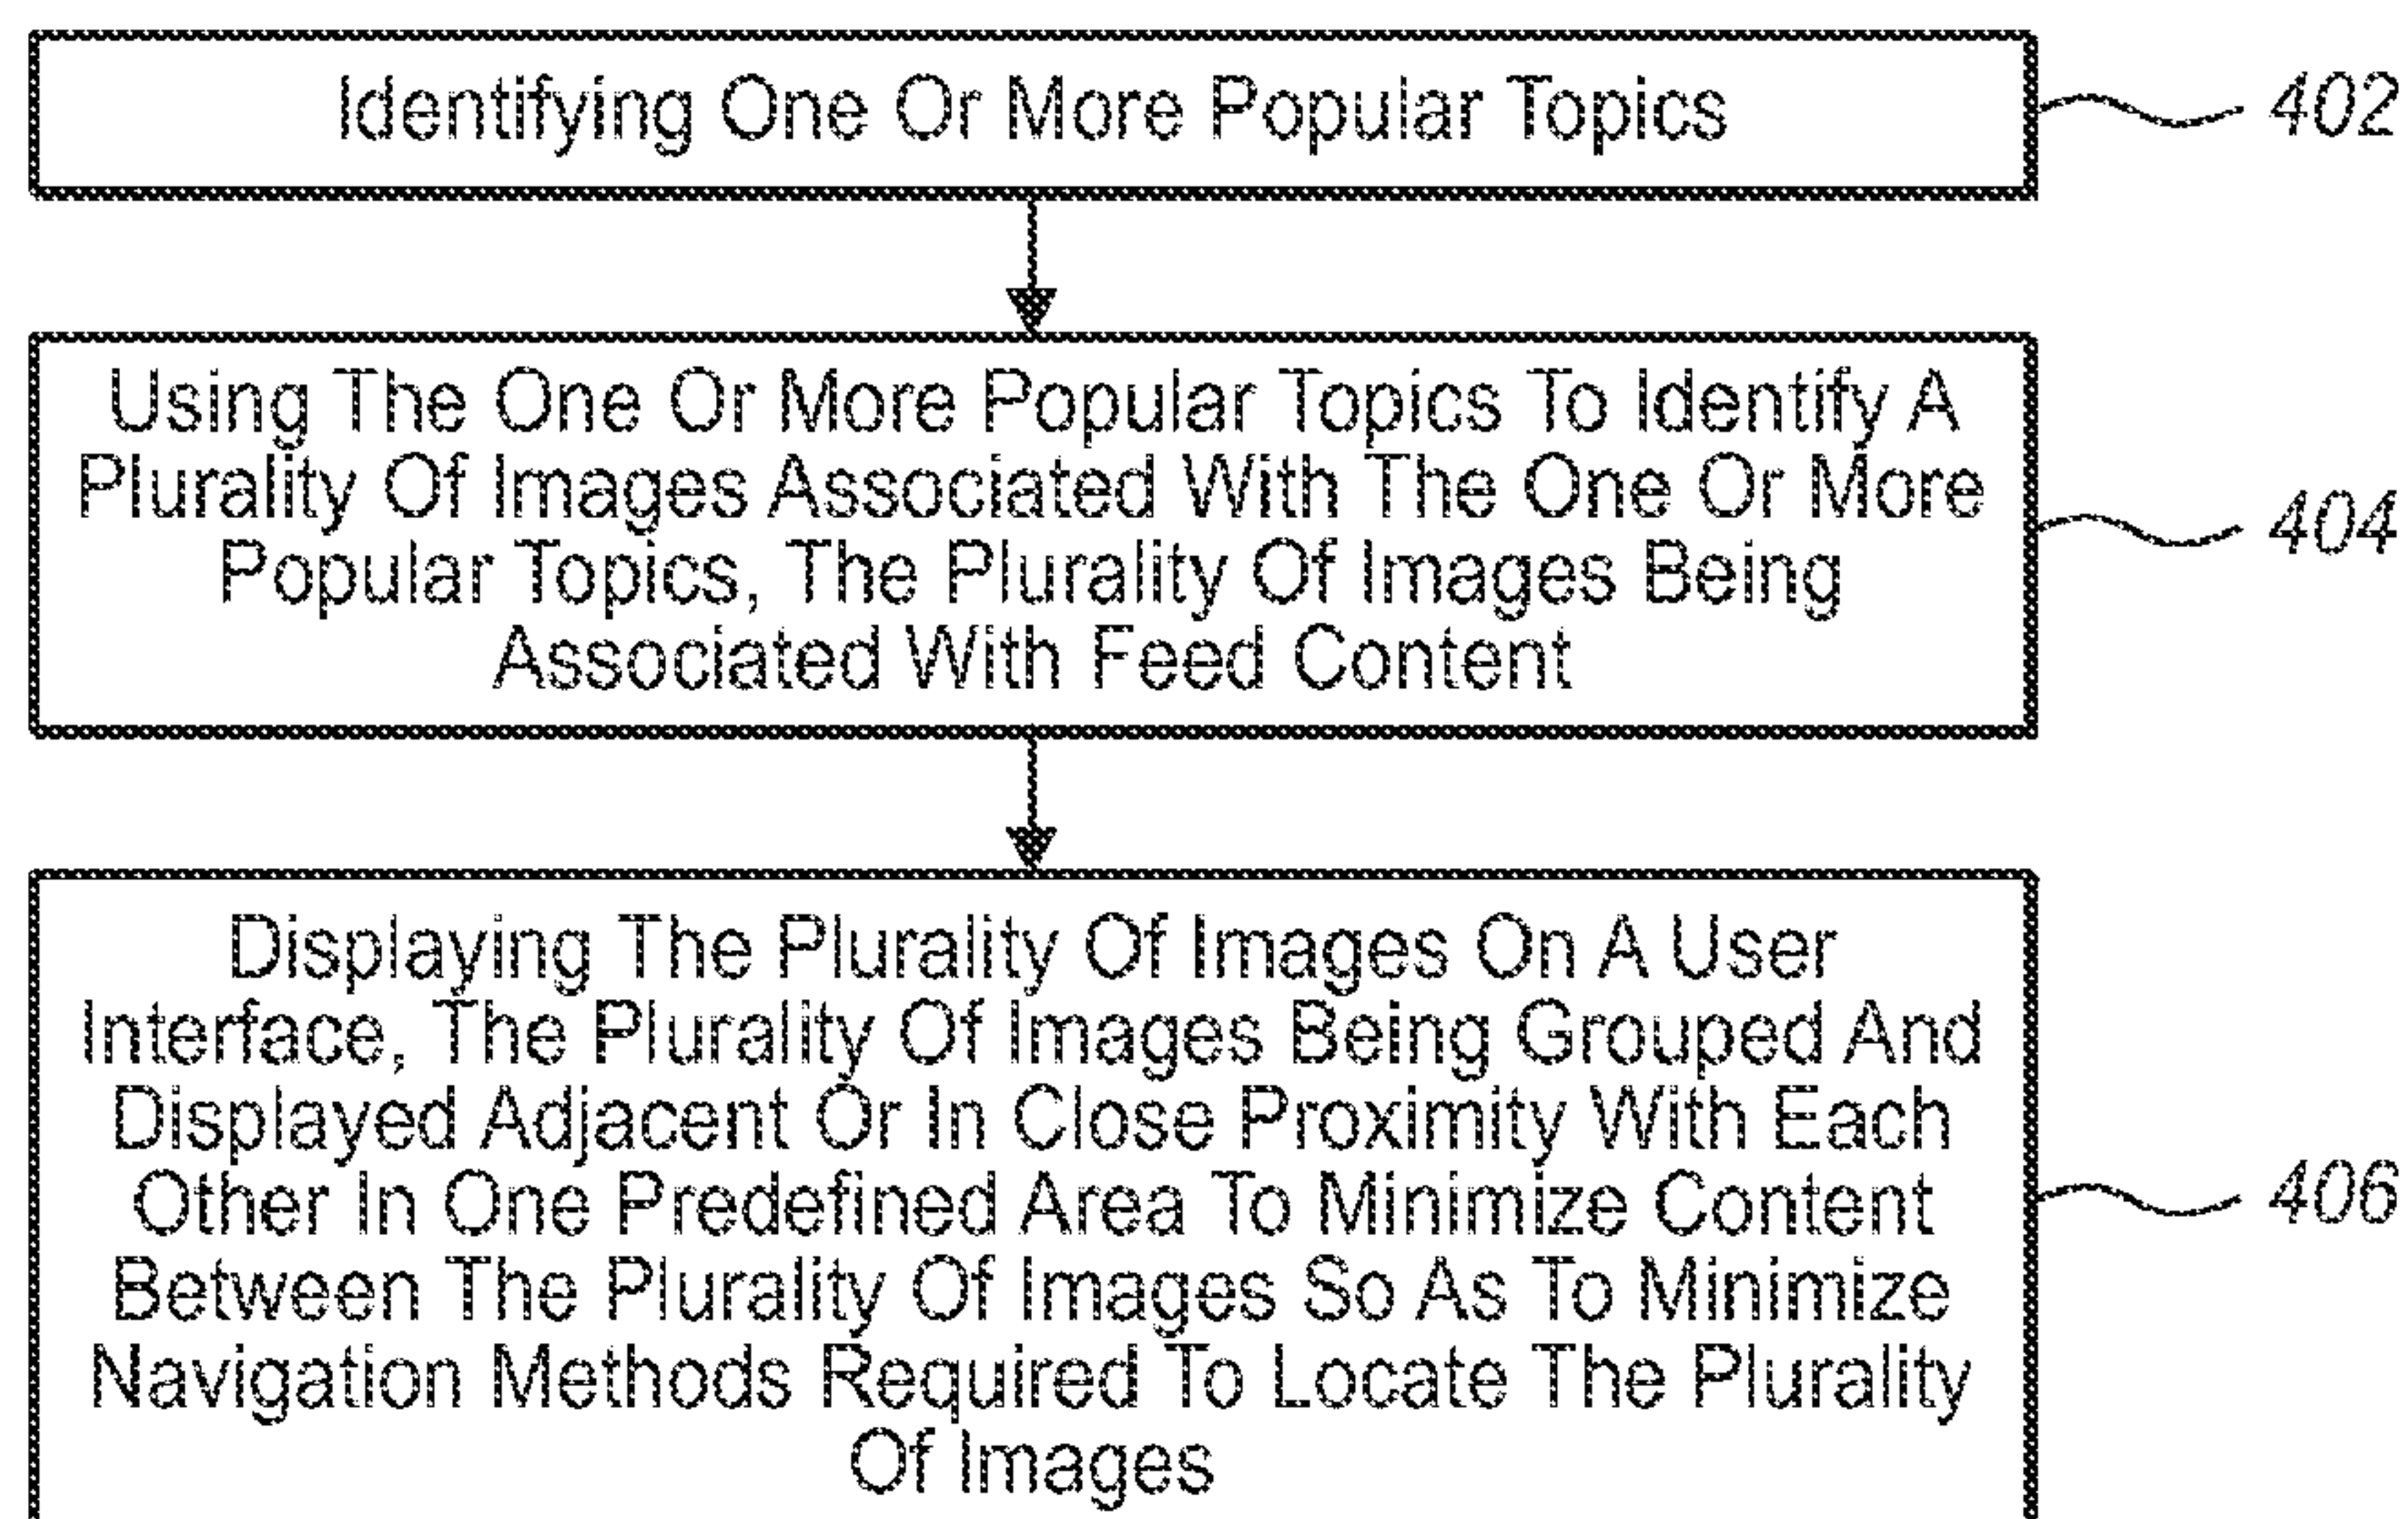 Identifying One Or More Popular Topics
402
Using The One Or More Popular Topics To Identify A
Plurality Of Images Associated With The One Or More
Popular Topics, The Plurality Of Images Being
Associated With Feed Content
404
Displaying The Plurality Of Images On A User
Interface, The Plurality Of Images Being Grouped And
Displayed Adjacent Or In Close Proximity With Each
Other In One Predefined Area To Minimize Content
Between The Plurality Of Images So As To Minimize
Navigation Methods Required To Locate The Plurality
Of Images
406